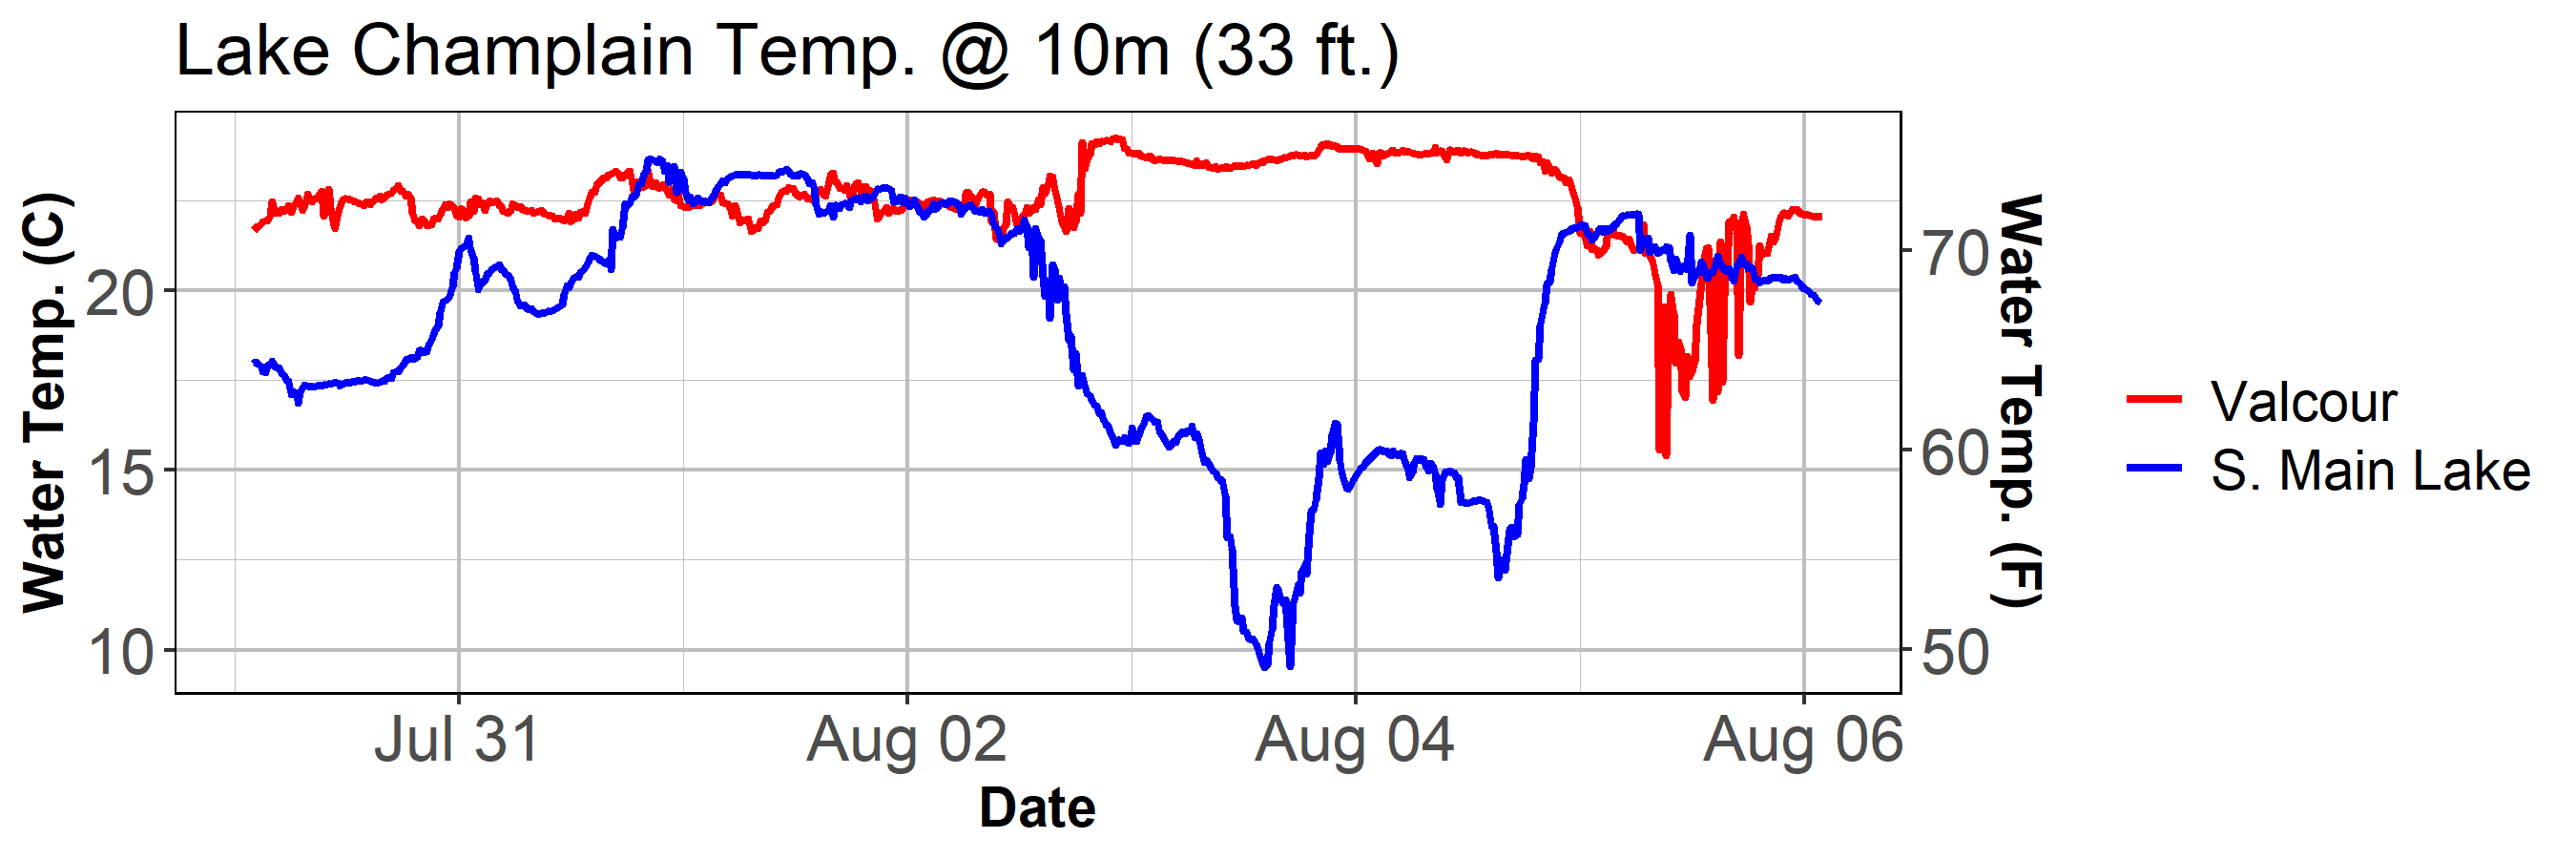 Lake Champlain Temp. @ 10m (33 ft.)
Water Temp. (C)
20
15
10
70
60
50
Water Temp. (F)
Jul 31
Aug 02
Aug 04
Aug 06
Date
Valcour
S. Main Lake